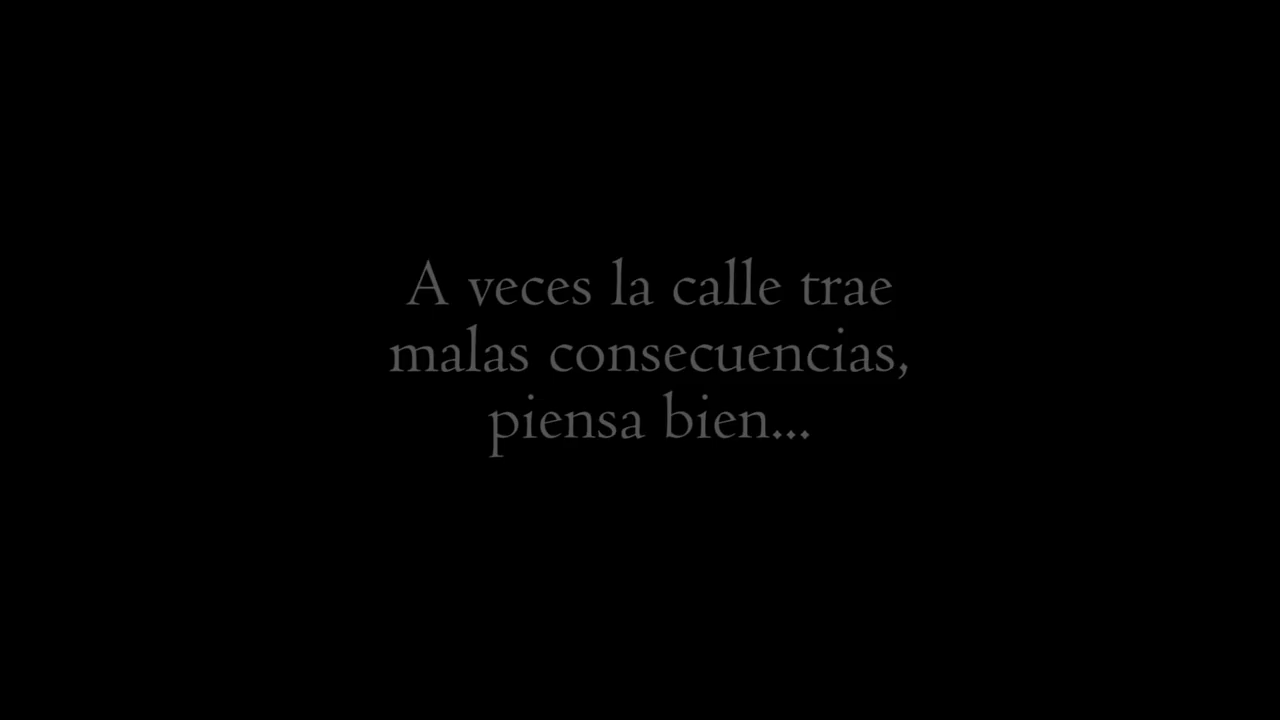 A veces la calle trae
malas consecuencias,
piensa bien...